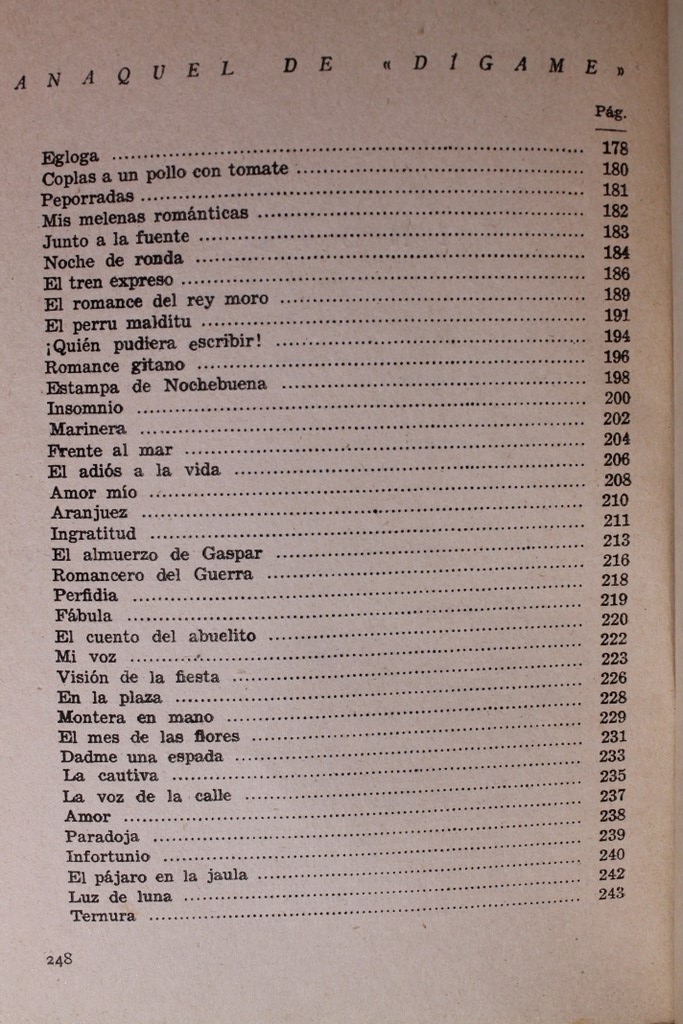 ANAQUEL DE «DÍGAME»
Pág.
Egloga ........ 178
Coplas a un pollo con tomate ........ 180
Peporradas ........ 181
Mis melenas románticas ........ 182
Junto a la fuente ........ 183
Noche de ronda ........ 184
El tren expreso ........ 186
El romance del rey moro ........ 189
El perru malditu ........ 191
¡Quién pudiera escribir! ........ 194
Romance gitano ........ 196
Estampa de Nochebuena ........ 198
Insomnio ........ 200
Marinera ........ 202
Frente al mar ........ 204
El adiós a la vida ........ 206
Amor mío ........ 208
Aranjuez ........ 210
Ingratitud ........ 211
El almuerzo de Gaspar ........ 213
Romancero del Guerra ........ 216
Perfidia ........ 218
Fábula ........ 219
El cuento del abuelito ........ 220
Mi voz ........ 222
Visión de la fiesta ........ 223
En la plaza ........ 226
Montera en mano ........ 228
El mes de las flores ........ 229
Dadme una espada ........ 231
La cautiva ........ 233
La voz de la calle ........ 235
Amor ........ 237
Paradoja ........ 238
Infortunio ........ 239
El pájaro en la jaula ........ 240
Luz de luna ........ 242
Ternura ........ 243
248